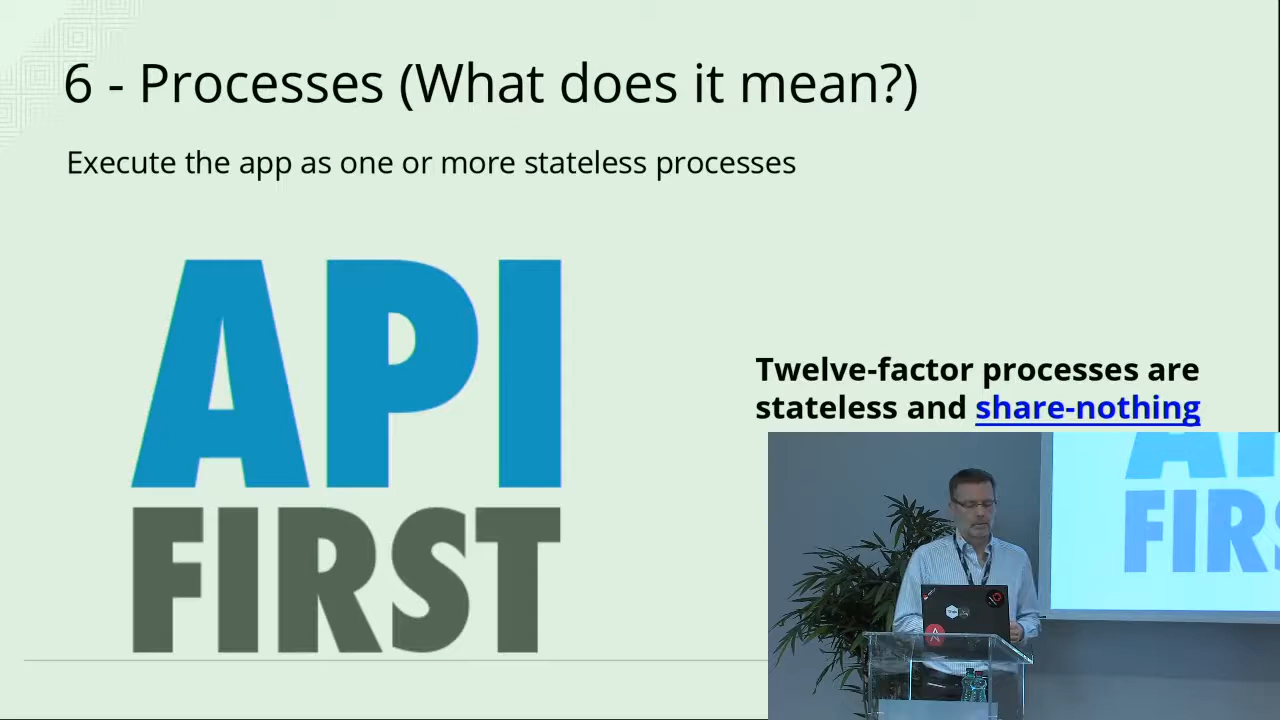 6 - Processes (What does it mean?)
Execute the app as one or more stateless processes
API
FIRST
Twelve-factor processes are
stateless and share-nothing